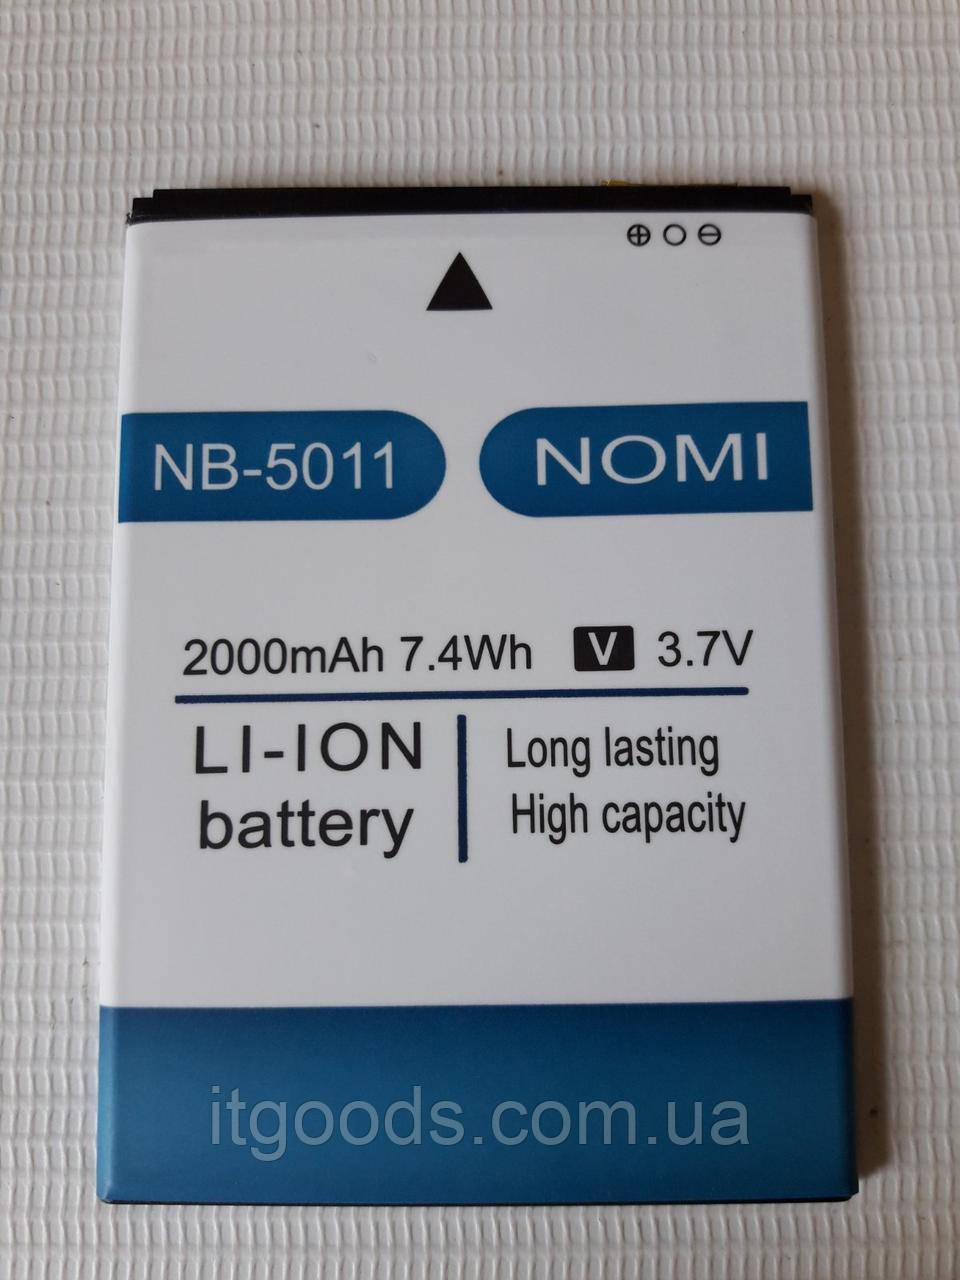 ⊕ ○ ⊖
NB-5011 NOMI
2000mAh 7.4Wh V 3.7V
LI-ION
battery
Long lasting
High capacity
itgoods.com.ua